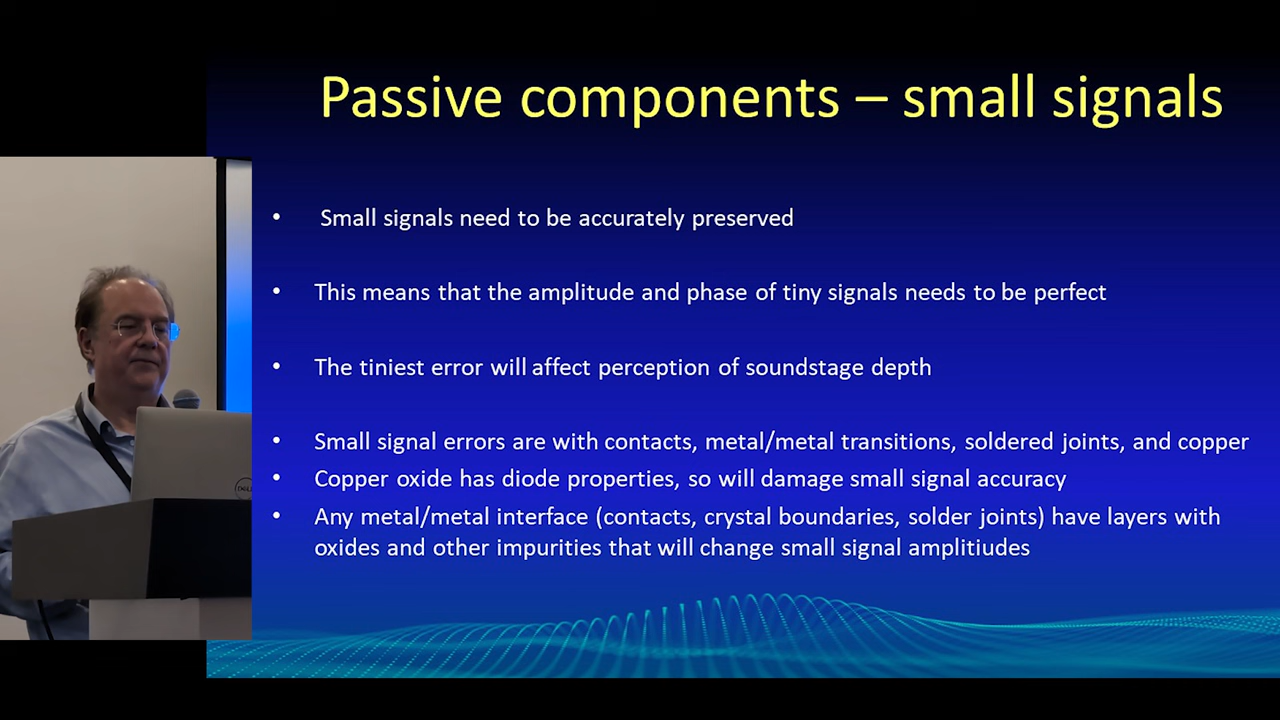 Passive components – small signals
• Small signals need to be accurately preserved
• This means that the amplitude and phase of tiny signals needs to be perfect
• The tiniest error will affect perception of soundstage depth
• Small signal errors are with contacts, metal/metal transitions, soldered joints, and copper
• Copper oxide has diode properties, so will damage small signal accuracy
• Any metal/metal interface (contacts, crystal boundaries, solder joints) have layers with
oxides and other impurities that will change small signal amplitiudes
DELL